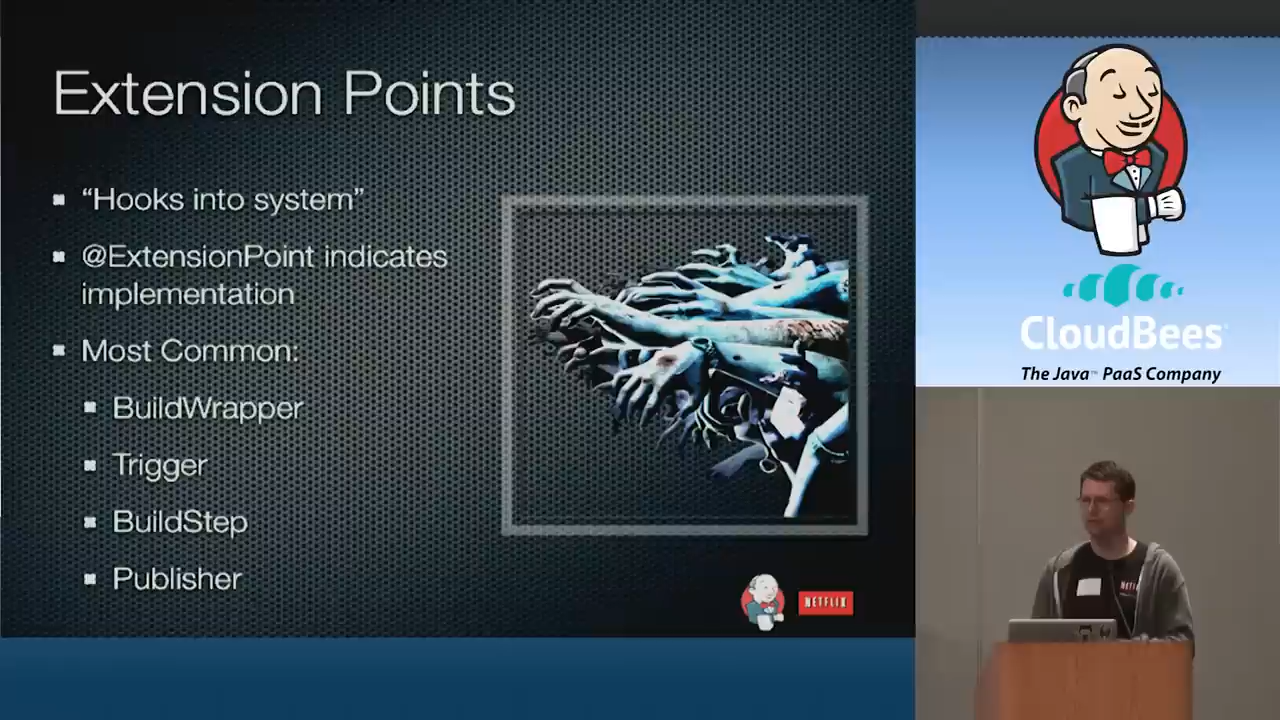 Extension Points
“Hooks into system”
@ExtensionPoint indicates
implementation
Most Common:
BuildWrapper
Trigger
BuildStep
Publisher
NETFLIX
CloudBees
The Java™ PaaS Company